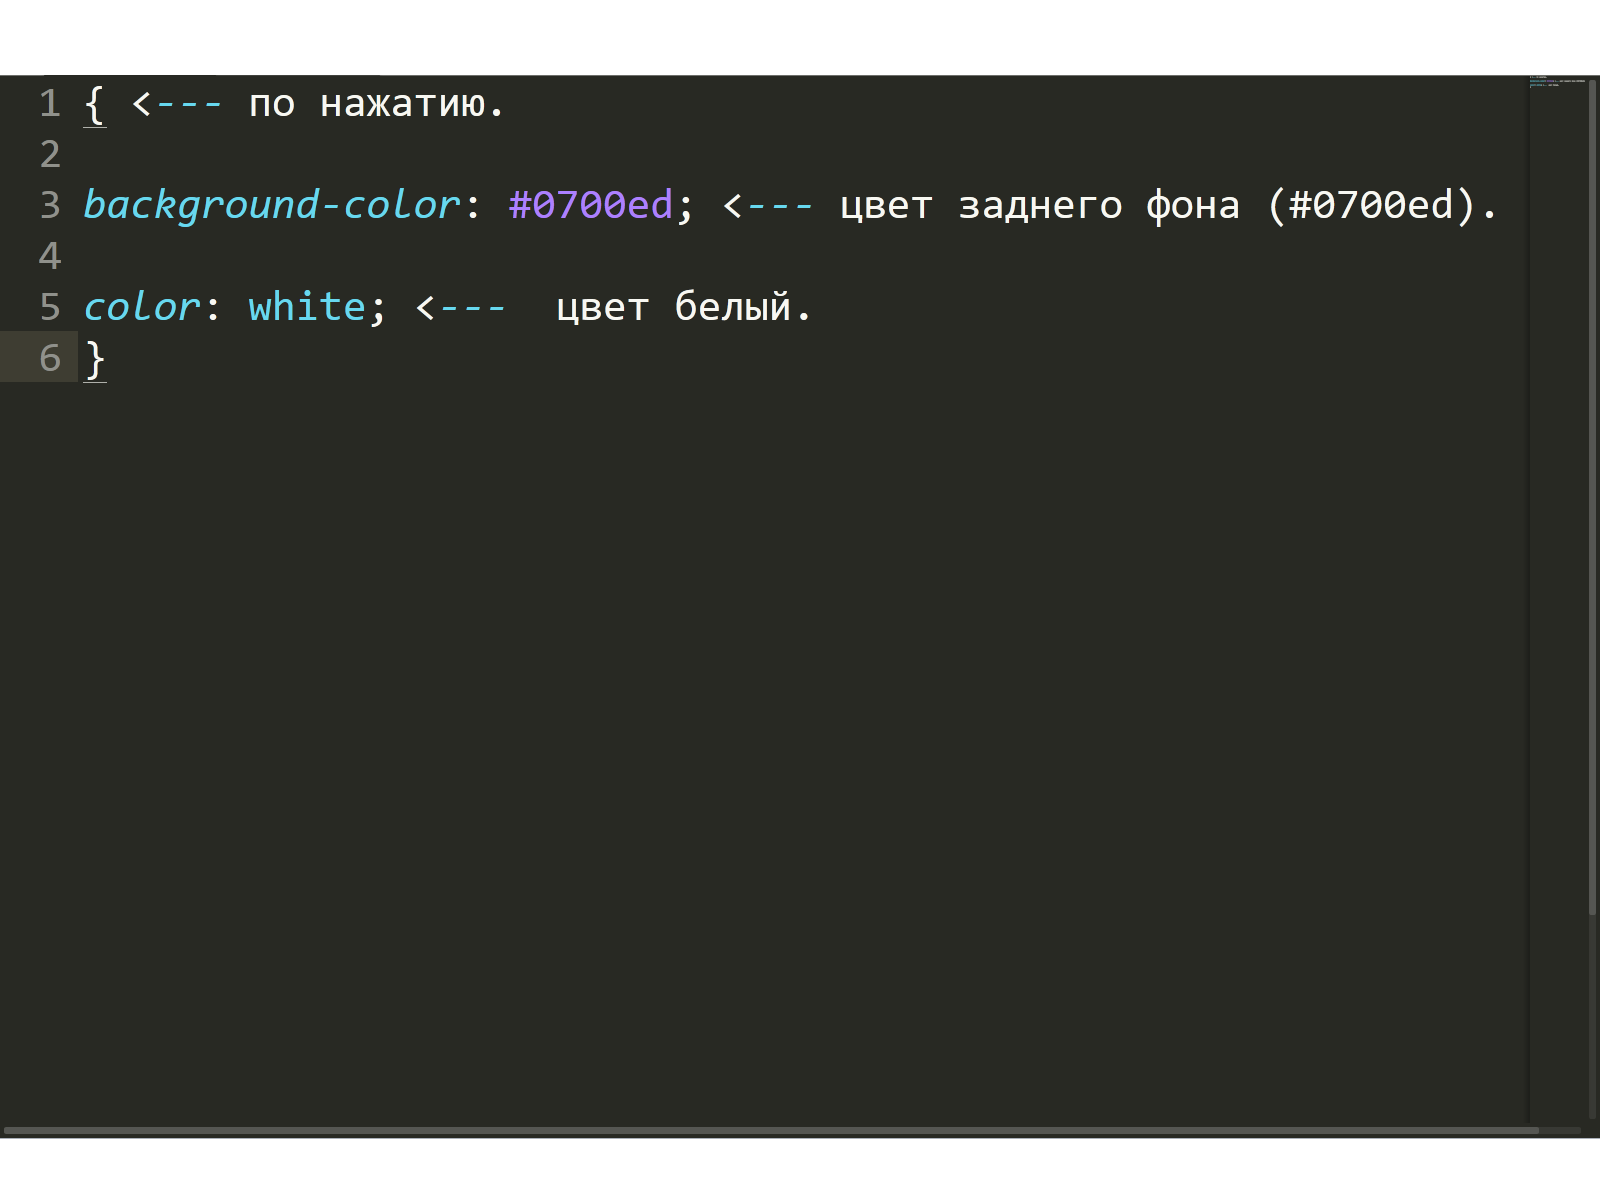 1 { <--- по нажатию.
2
3 background-color: #0700ed; <--- цвет заднего фона (#0700ed).
4
5 color: white; <---  цвет белый.
6 }